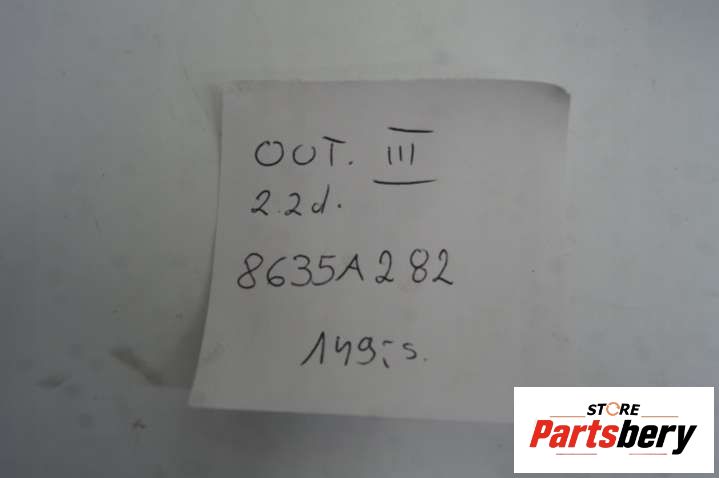 OUT. III
2.2d.
8635A282
149,- s.
STORE
Partsbery